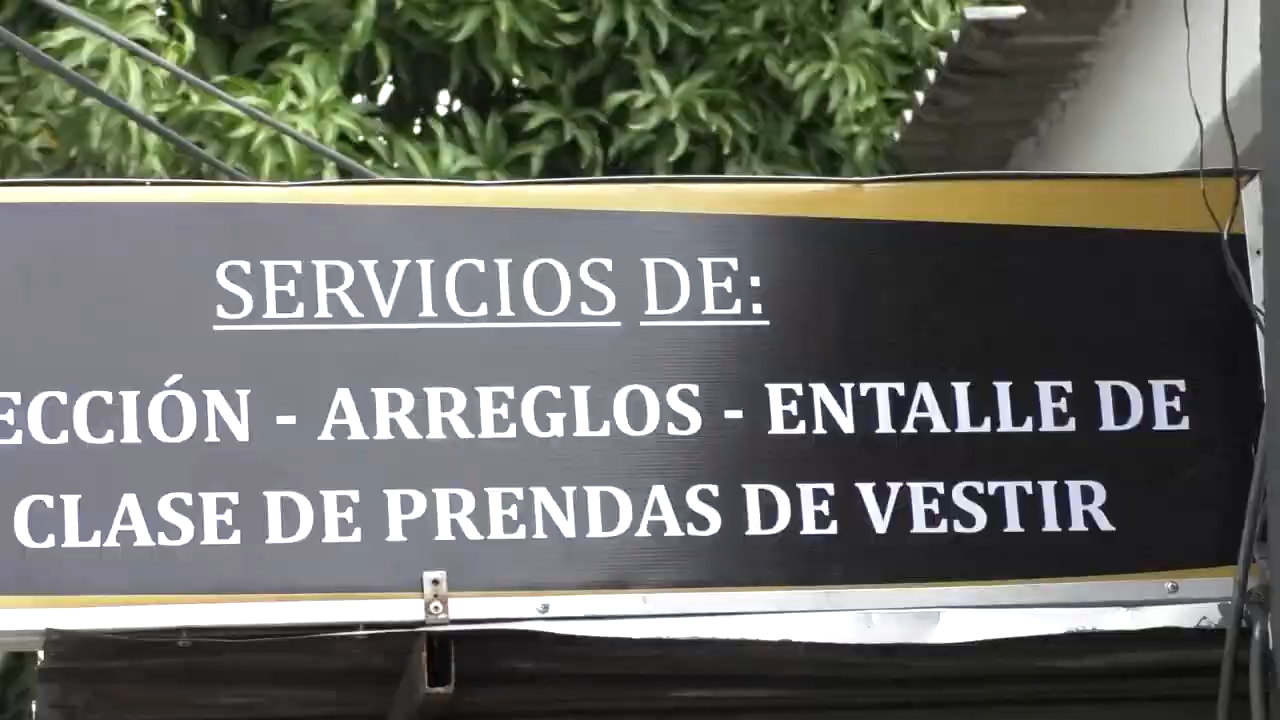 SERVICIOS DE:
ECCIÓN - ARREGLOS - ENTALLE DE
CLASE DE PRENDAS DE VESTIR